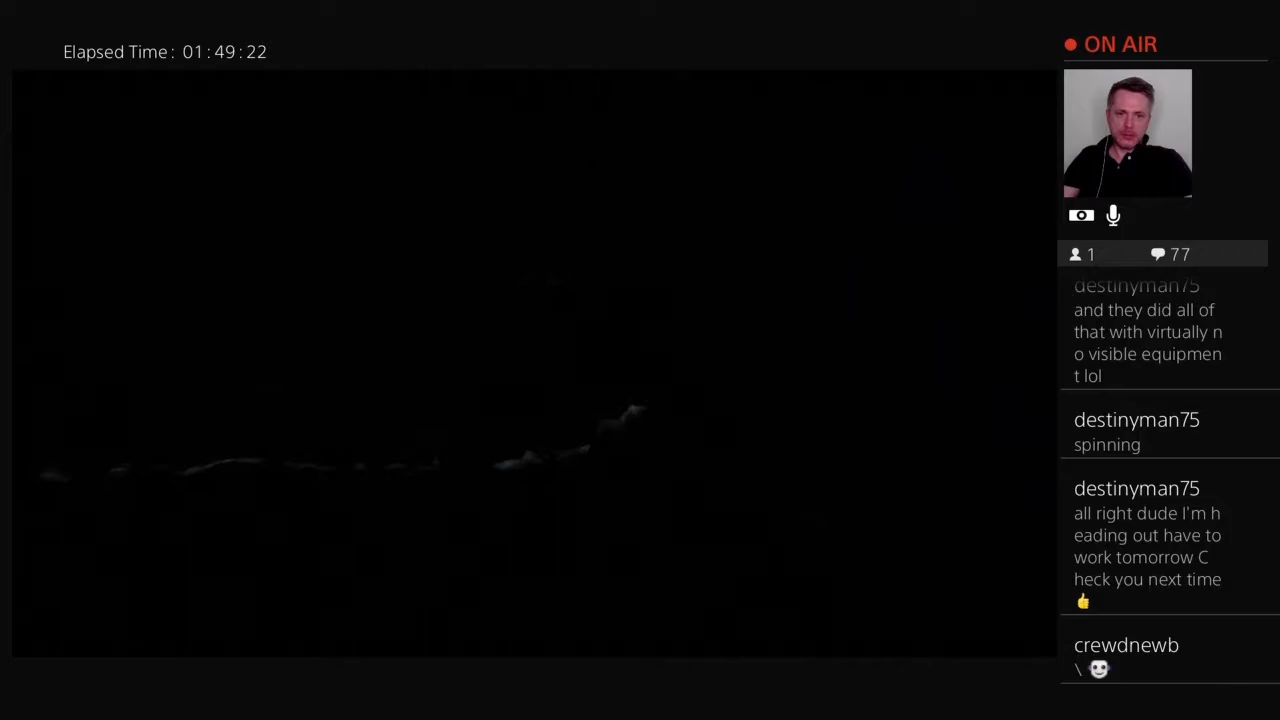 Elapsed Time: 01:49:22
ON AIR
1 77
destinyman75
and they did all of
that with virtually n
o visible equipmen
t lol
destinyman75
spinning
destinyman75
all right dude I'm h
eading out have to
work tomorrow C
heck you next time
👍
crewdnewb
\ 💀